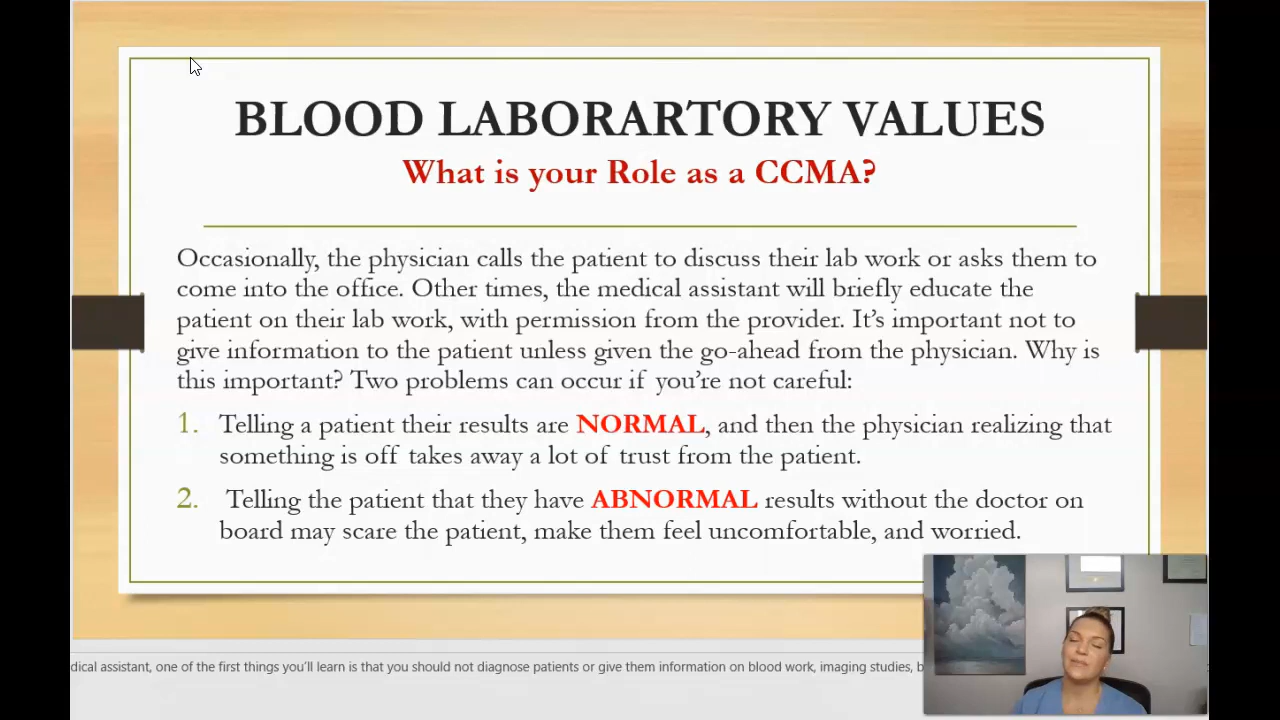 BLOOD LABORARTORY VALUES
What is your Role as a CCMA?
Occasionally, the physician calls the patient to discuss their lab work or asks them to
come into the office. Other times, the medical assistant will briefly educate the
patient on their lab work, with permission from the provider. It's important not to
give information to the patient unless given the go-ahead from the physician. Why is
this important? Two problems can occur if you're not careful:
1. Telling a patient their results are NORMAL, and then the physician realizing that
something is off takes away a lot of trust from the patient.
2. Telling the patient that they have ABNORMAL results without the doctor on
board may scare the patient, make them feel uncomfortable, and worried.
dical assistant, one of the first things you'll learn is that you should not diagnose patients or give them information on blood work, imaging studies, b